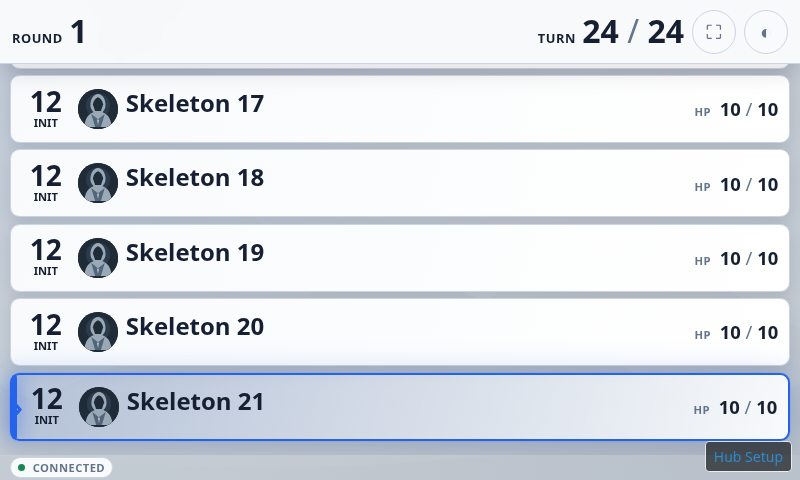 ROUND 1
TURN 24 / 24
12 INIT Skeleton 17 HP 10 / 10
12 INIT Skeleton 18 HP 10 / 10
12 INIT Skeleton 19 HP 10 / 10
12 INIT Skeleton 20 HP 10 / 10
12 INIT Skeleton 21 HP 10 / 10
CONNECTED
Hub Setup